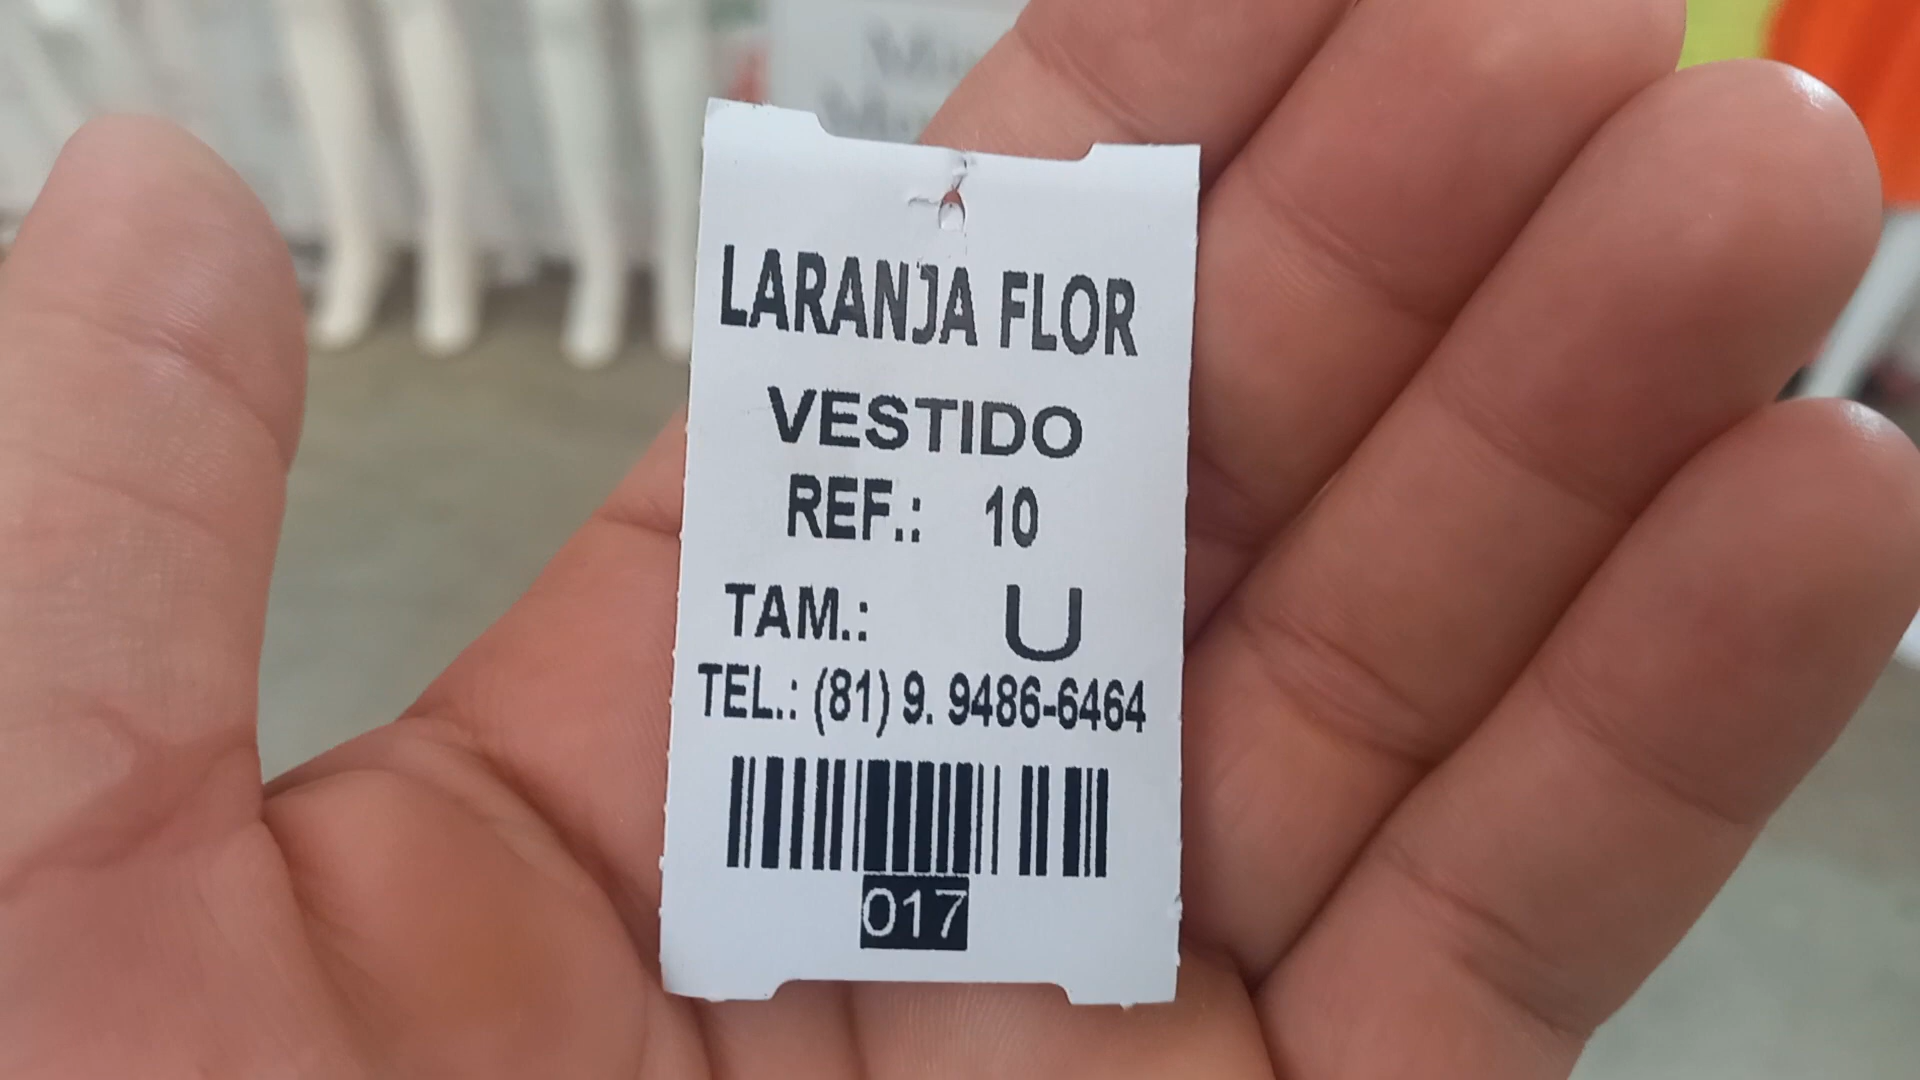 LARANJA FLOR
VESTIDO
REF.: 10
TAM.: U
TEL.: (81) 9. 9486-6464
017